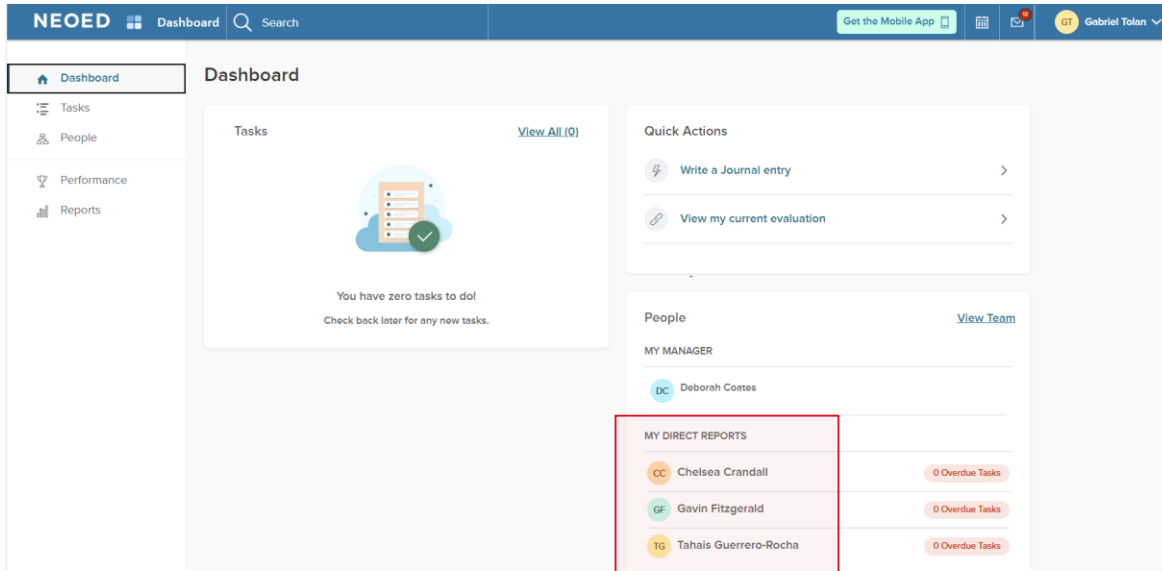 NEOED Dashboard Search Get the Mobile App 12 GT Gabriel Tolan
Dashboard
Tasks
People
Performance
Reports
Dashboard
Tasks View All (0)
You have zero tasks to do!
Check back later for any new tasks.
Quick Actions
Write a Journal entry
View my current evaluation
People View Team
MY MANAGER
DC Deborah Coates
MY DIRECT REPORTS
CC Chelsea Crandall 0 Overdue Tasks
GF Gavin Fitzgerald 0 Overdue Tasks
TG Tahais Guerrero-Rocha 0 Overdue Tasks